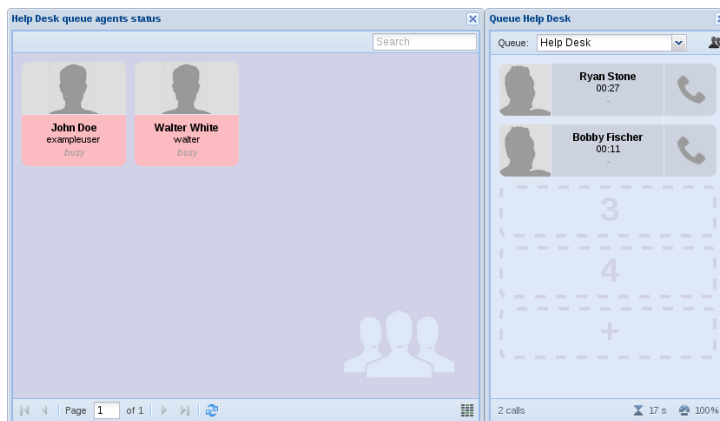 Help Desk queue agents status
Search
John Doe
exampleuser
busy
Walter White
walter
busy
Page 1 of 1
Queue Help Desk
Queue: Help Desk
Ryan Stone
00:27
-
Bobby Fischer
00:11
-
3
4
+
2 calls 17 s 100%